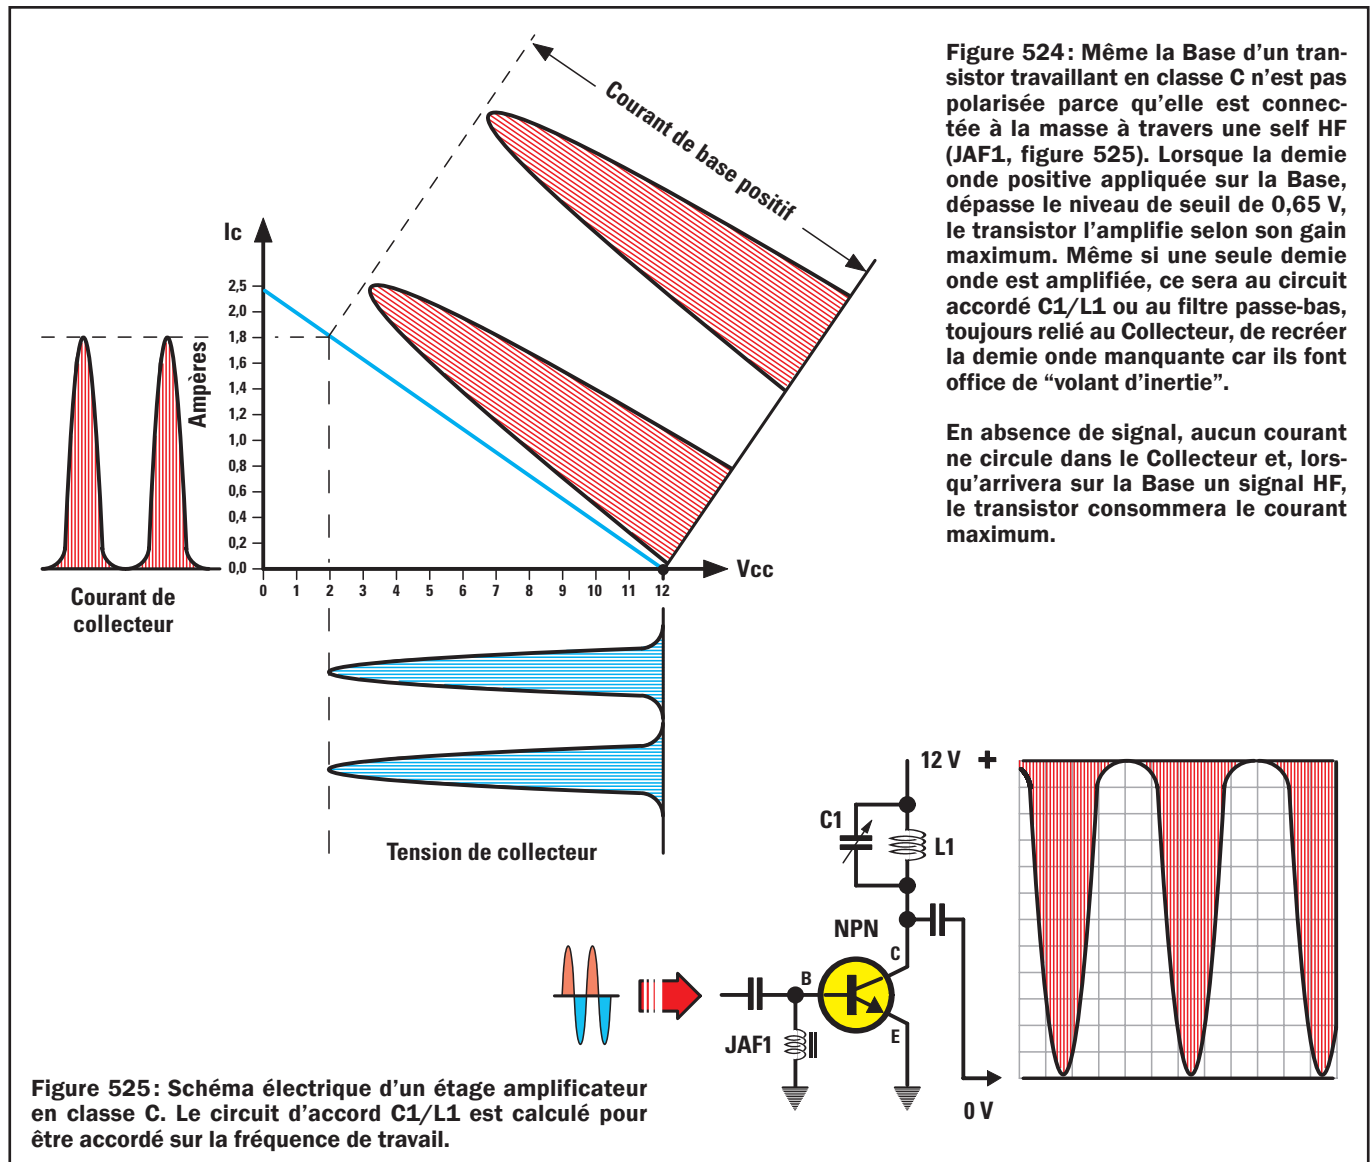 Figure 524: Même la Base d'un tran-
sistor travaillant en classe C n'est pas
polarisée parce qu'elle est connec-
tée à la masse à travers une self HF
(JAF1, figure 525). Lorsque la demie
onde positive appliquée sur la Base,
dépasse le niveau de seuil de 0,65 V,
le transistor l'amplifie selon son gain
maximum. Même si une seule demie
onde est amplifiée, ce sera au circuit
accordé C1/L1 ou au filtre passe-bas,
toujours relié au Collecteur, de recréer
la demie onde manquante car ils font
office de “volant d'inertie”.
En absence de signal, aucun courant
ne circule dans le Collecteur et, lors-
qu'arrivera sur la Base un signal HF,
le transistor consommera le courant
maximum.
Courant de base positif
Ic
2,5
2,0
1,8
1,6
1,4
1,2
1,0
0,8
0,6
0,4
0,2
0,0
Ampères
0 1 2 3 4 5 6 7 8 9 10 11 12
Vcc
Courant de
collecteur
Tension de collecteur
12 V +
C1
L1
NPN
C
B
E
JAF1
0 V
Figure 525: Schéma électrique d'un étage amplificateur
en classe C. Le circuit d'accord C1/L1 est calculé pour
être accordé sur la fréquence de travail.